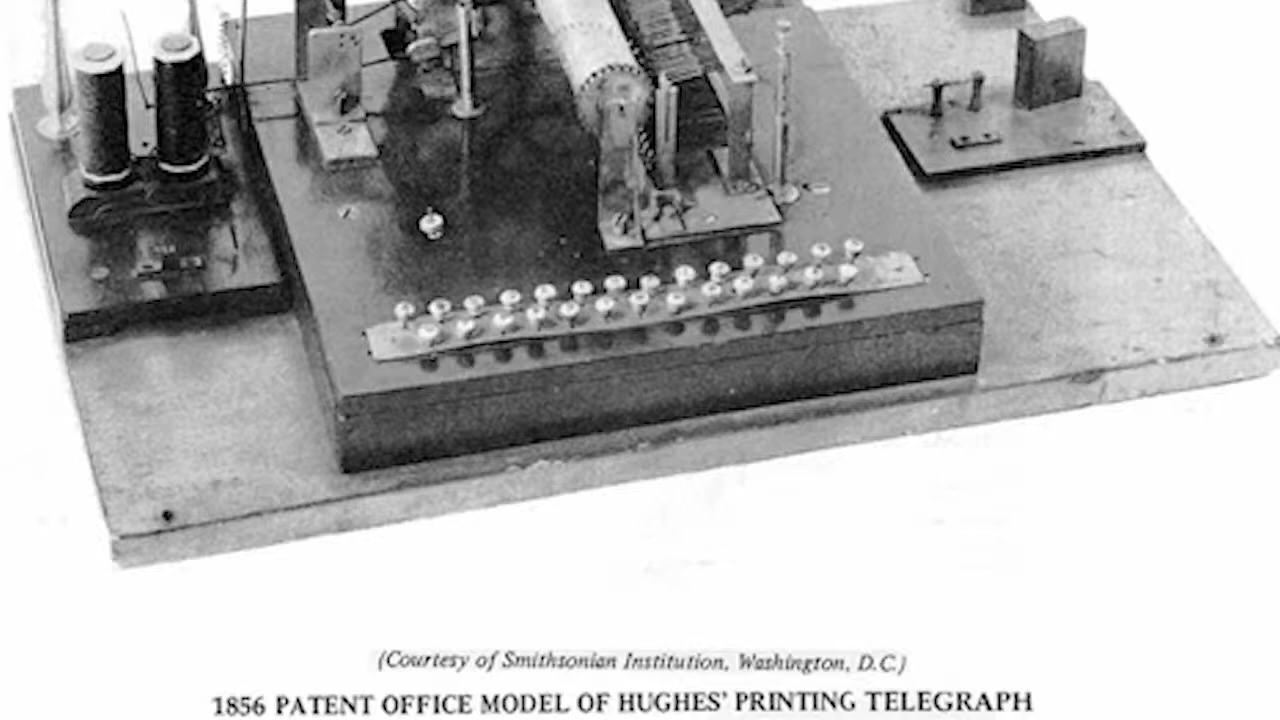 (Courtesy of Smithsonian Institution, Washington, D.C.)
1856 PATENT OFFICE MODEL OF HUGHES' PRINTING TELEGRAPH